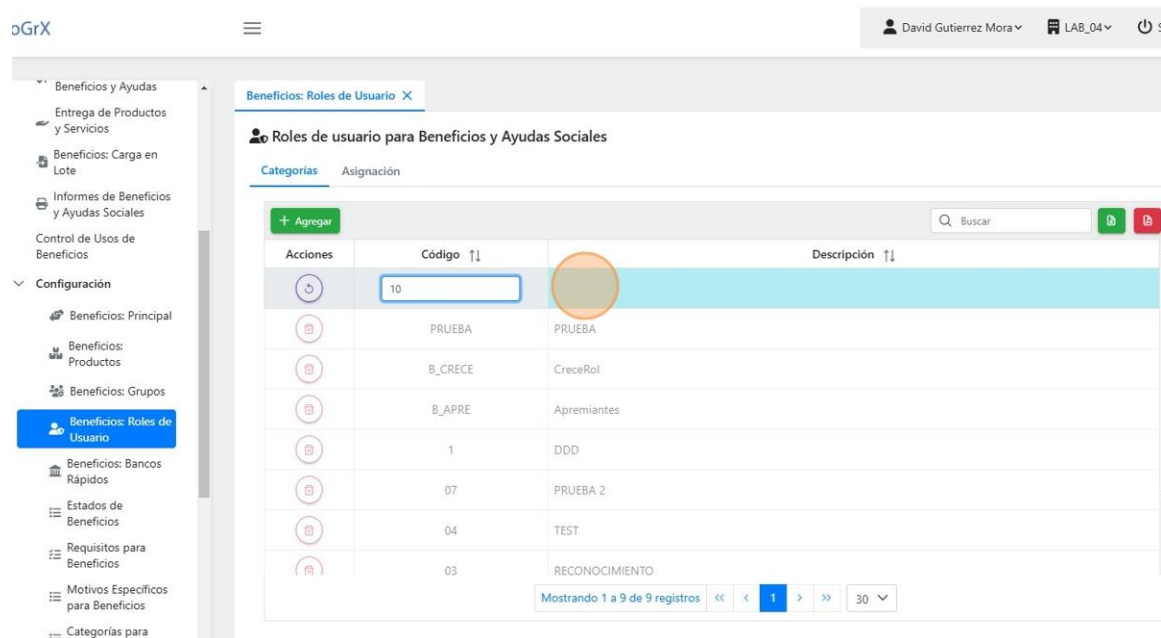 oGrX
David Gutierrez Mora
LAB_04
Beneficios y Ayudas
Entrega de Productos
y Servicios
Beneficios: Carga en
Lote
Informes de Beneficios
y Ayudas Sociales
Control de Usos de
Beneficios
Configuración
Beneficios: Principal
Beneficios:
Productos
Beneficios: Grupos
Beneficios: Roles de
Usuario
Beneficios: Bancos
Rápidos
Estados de
Beneficios
Requisitos para
Beneficios
Motivos Específicos
para Beneficios
Categorías para
Beneficios: Roles de Usuario
Roles de usuario para Beneficios y Ayudas Sociales
Categorías Asignación
+ Agregar Buscar
Acciones Código Descripción
10
PRUEBA PRUEBA
B_CRECE CreceRol
B_APRE Apremiantes
1 DDD
07 PRUEBA 2
04 TEST
03 RECONOCIMIENTO
Mostrando 1 a 9 de 9 registros << < 1 > >> 30